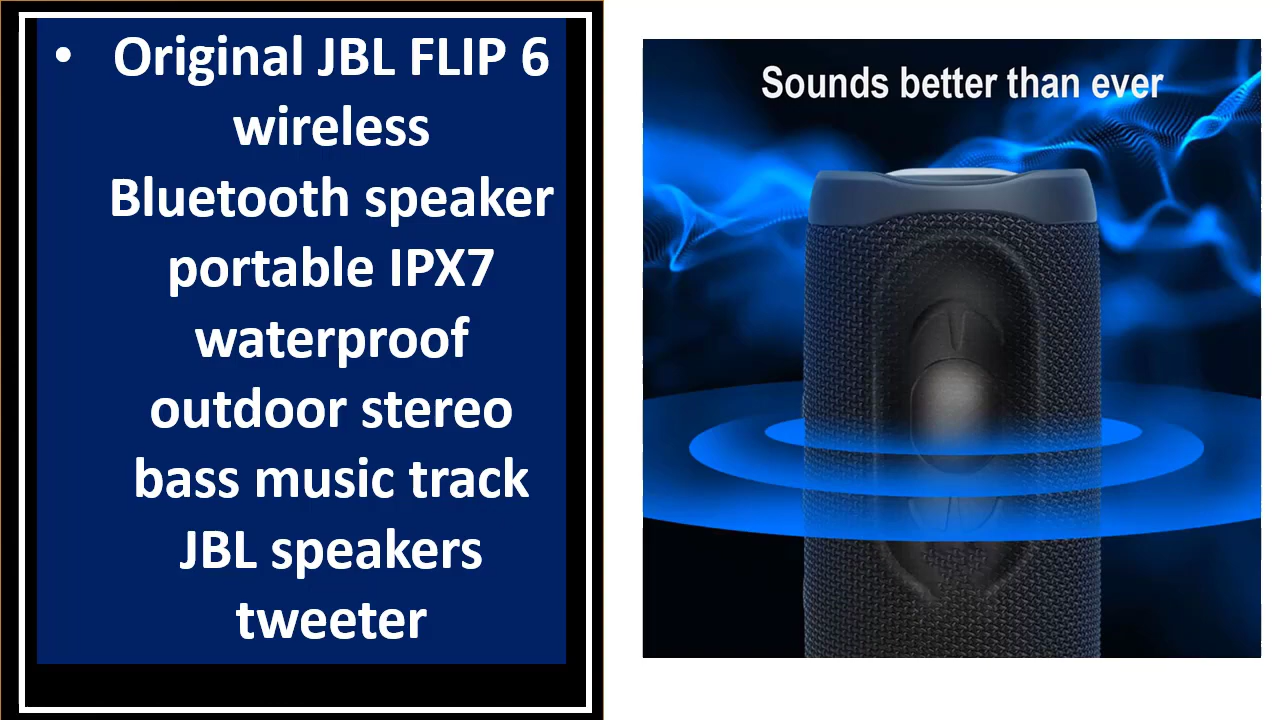 • Original JBL FLIP 6
wireless
Bluetooth speaker
portable IPX7
waterproof
outdoor stereo
bass music track
JBL speakers
tweeter
Sounds better than ever